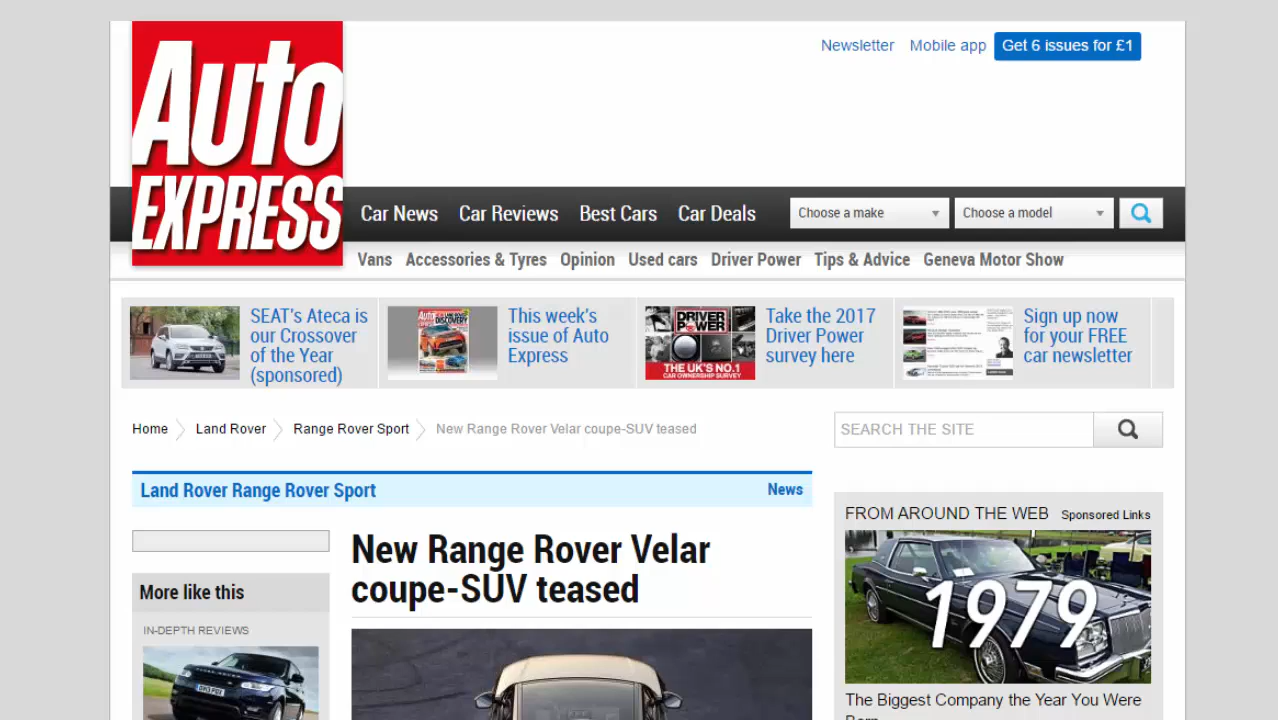 Newsletter Mobile app Get 6 issues for £1
Auto
EXPRESS
Car News Car Reviews Best Cars Car Deals Choose a make Choose a model
Vans Accessories & Tyres Opinion Used cars Driver Power Tips & Advice Geneva Motor Show
SEAT's Ateca is
our Crossover
of the Year
(sponsored)
This week's
issue of Auto
Express
DRIVER
POWER
THE UK'S NO.1
CAR OWNERSHIP SURVEY
Take the 2017
Driver Power
survey here
Sign up now
for your FREE
car newsletter
Home Land Rover Range Rover Sport New Range Rover Velar coupe-SUV teased
SEARCH THE SITE
Land Rover Range Rover Sport News
New Range Rover Velar
coupe-SUV teased
More like this
IN-DEPTH REVIEWS
FROM AROUND THE WEB Sponsored Links
1979
The Biggest Company the Year You Were